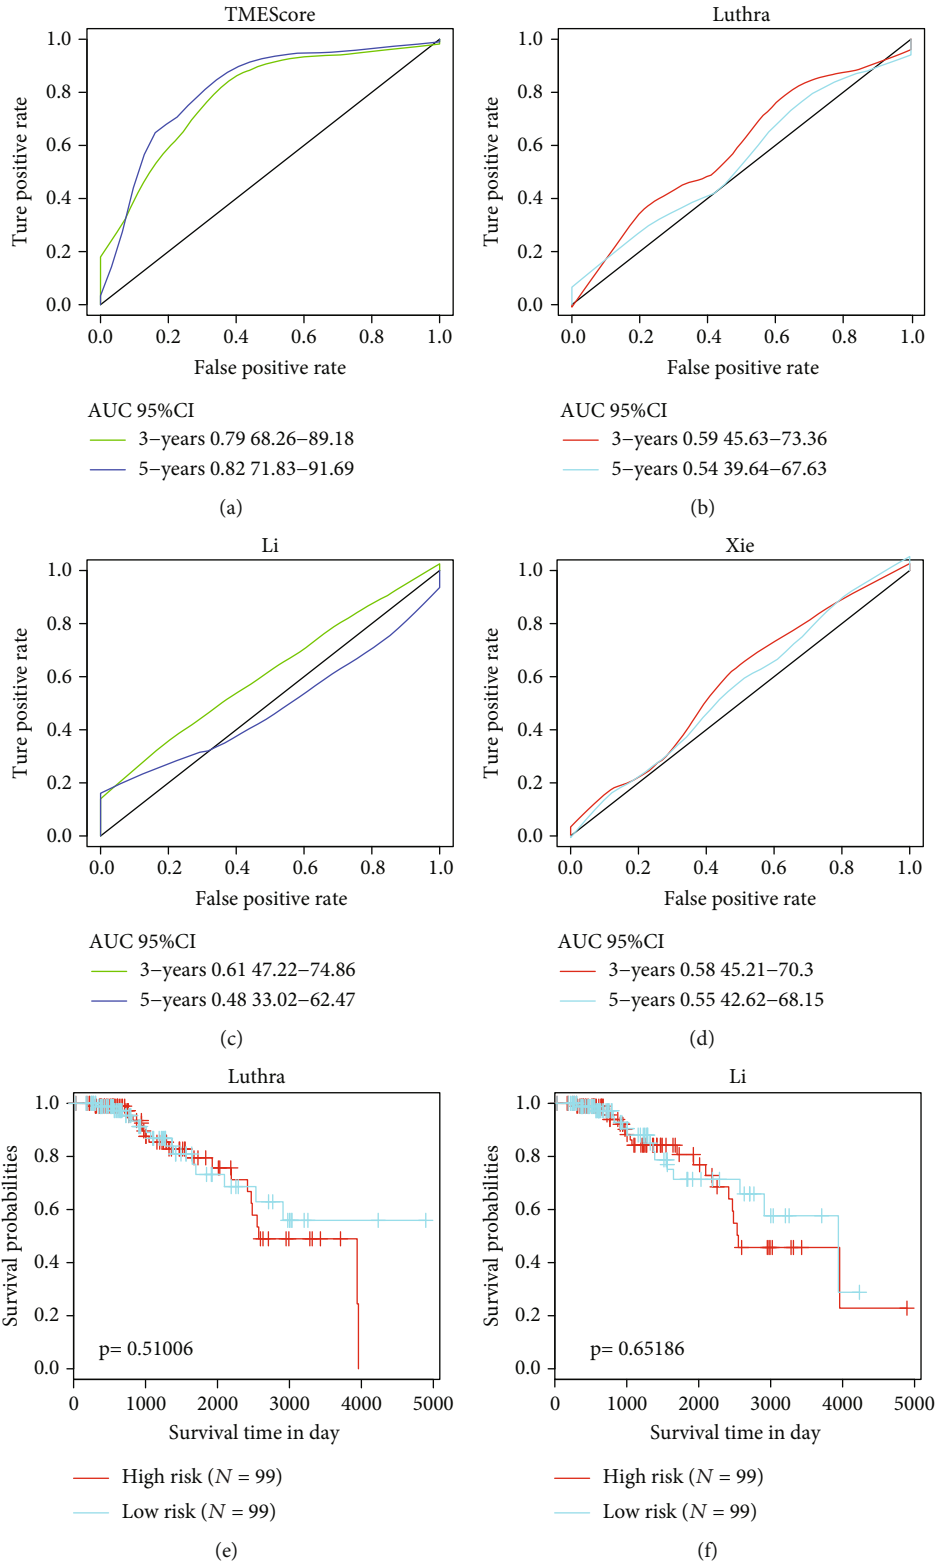 TMEScore
Ture positive rate
1.0
0.8
0.6
0.4
0.2
0.0
0.0 0.2 0.4 0.6 0.8 1.0
False positive rate
AUC 95%CI
3−years 0.79 68.26−89.18
5−years 0.82 71.83−91.69
(a)
Luthra
Ture positive rate
1.0
0.8
0.6
0.4
0.2
0.0
0.0 0.2 0.4 0.6 0.8 1.0
False positive rate
AUC 95%CI
3−years 0.59 45.63−73.36
5−years 0.54 39.64−67.63
(b)
Li
Ture positive rate
1.0
0.8
0.6
0.4
0.2
0.0
0.0 0.2 0.4 0.6 0.8 1.0
False positive rate
AUC 95%CI
3−years 0.61 47.22−74.86
5−years 0.48 33.02−62.47
(c)
Xie
Ture positive rate
1.0
0.8
0.6
0.4
0.2
0.0
0.0 0.2 0.4 0.6 0.8 1.0
False positive rate
AUC 95%CI
3−years 0.58 45.21−70.3
5−years 0.55 42.62−68.15
(d)
Luthra
Survival probabilities
1.0
0.8
0.6
0.4
0.2
0.0
p= 0.51006
0 1000 2000 3000 4000 5000
Survival time in day
High risk (N = 99)
Low risk (N = 99)
(e)
Li
Survival probabilities
1.0
0.8
0.6
0.4
0.2
0.0
p= 0.65186
0 1000 2000 3000 4000 5000
Survival time in day
High risk (N = 99)
Low risk (N = 99)
(f)